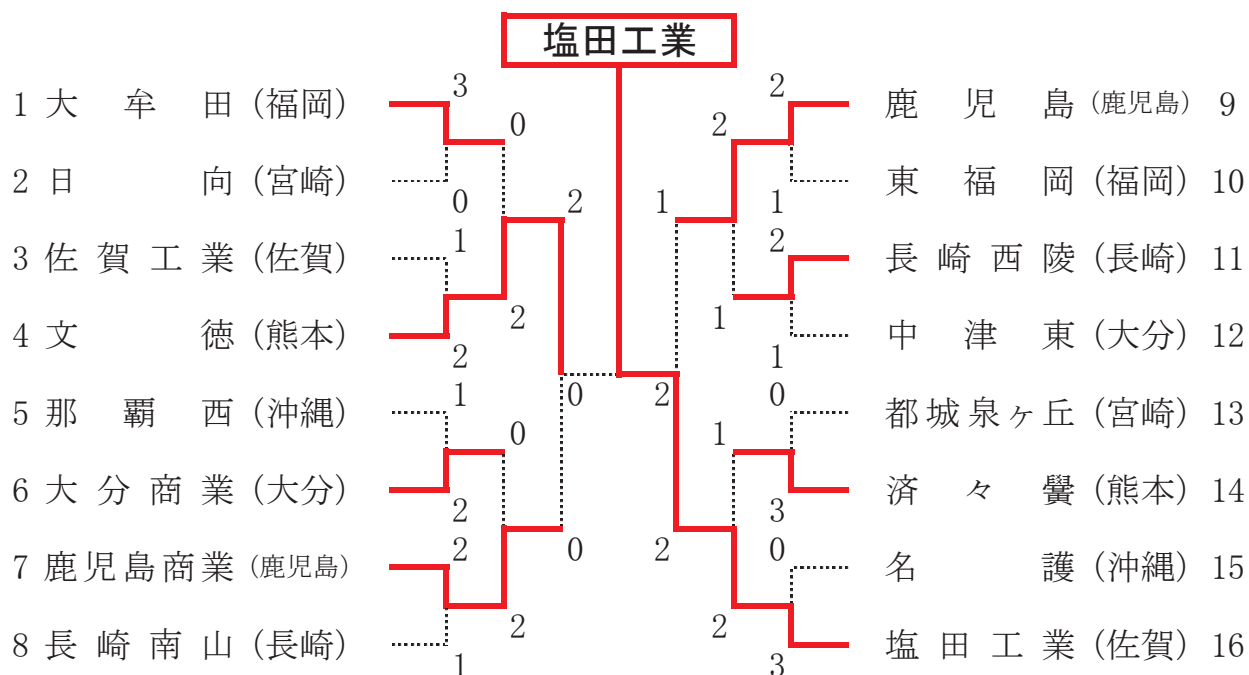 塩田工業
3 2
1 大牟田 (福岡) 鹿児島 (鹿児島) 9
0 2
2 日向 (宮崎) 東福岡 (福岡) 10
0 2 1 1
1 2
3 佐賀工業 (佐賀) 長崎西陵 (長崎) 11
2 1
4 文徳 (熊本) 中津東 (大分) 12
2 1
1 0 2 0
5 那覇西 (沖縄) 都城泉ヶ丘 (宮崎) 13
0 1
6 大分商業 (大分) 済々黌 (熊本) 14
2 3
2 0 2 0
7 鹿児島商業 (鹿児島) 名護 (沖縄) 15
2 2
8 長崎南山 (長崎) 塩田工業 (佐賀) 16
1 3